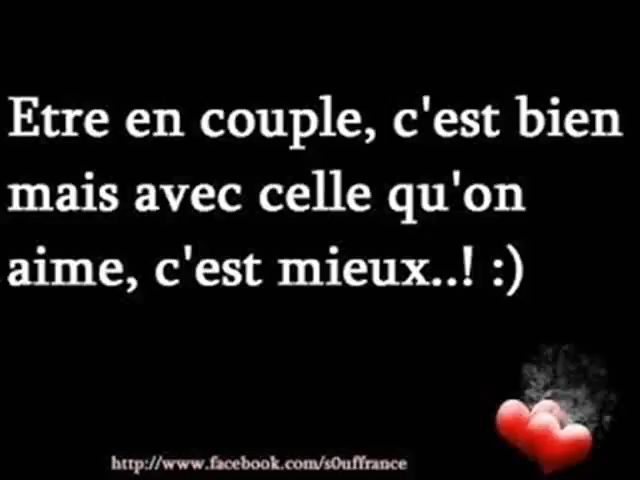 Etre en couple, c'est bien
mais avec celle qu'on
aime, c'est mieux..! :)
http://www.facebook.com/s0uffrance